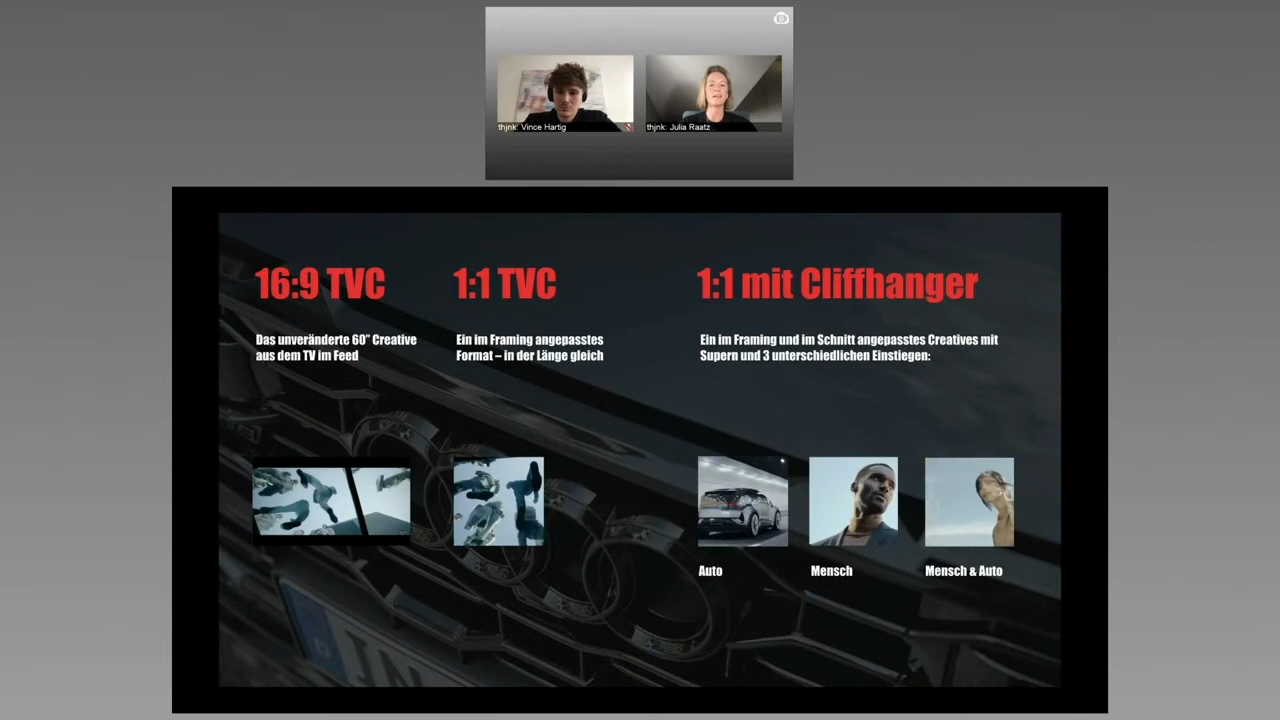 thjnk: Vince Hartig
thjnk: Julia Raatz
16:9 TVC
Das unveränderte 60” Creative
aus dem TV im Feed
1:1 TVC
Ein im Framing angepasstes
Format – in der Länge gleich
1:1 mit Cliffhanger
Ein im Framing und im Schnitt angepasstes Creatives mit
Supern und 3 unterschiedlichen Einstiegen:
Auto
Mensch
Mensch & Auto